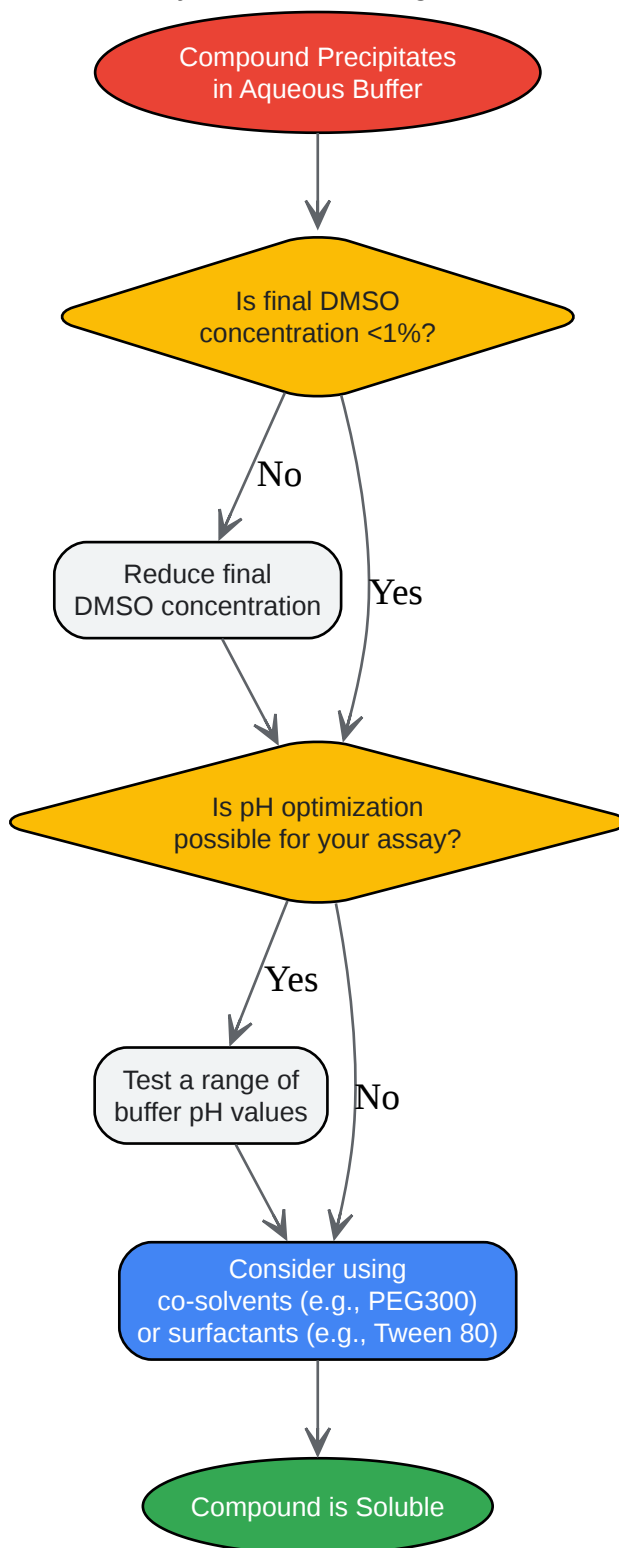 Compound Precipitates
in Aqueous Buffer
Is final DMSO
concentration <1%?
No
Reduce final
DMSO concentration
Yes
Is pH optimization
possible for your assay?
Yes
Test a range of
buffer pH values
No
Consider using
co-solvents (e.g., PEG300)
or surfactants (e.g., Tween 80)
Compound is Soluble